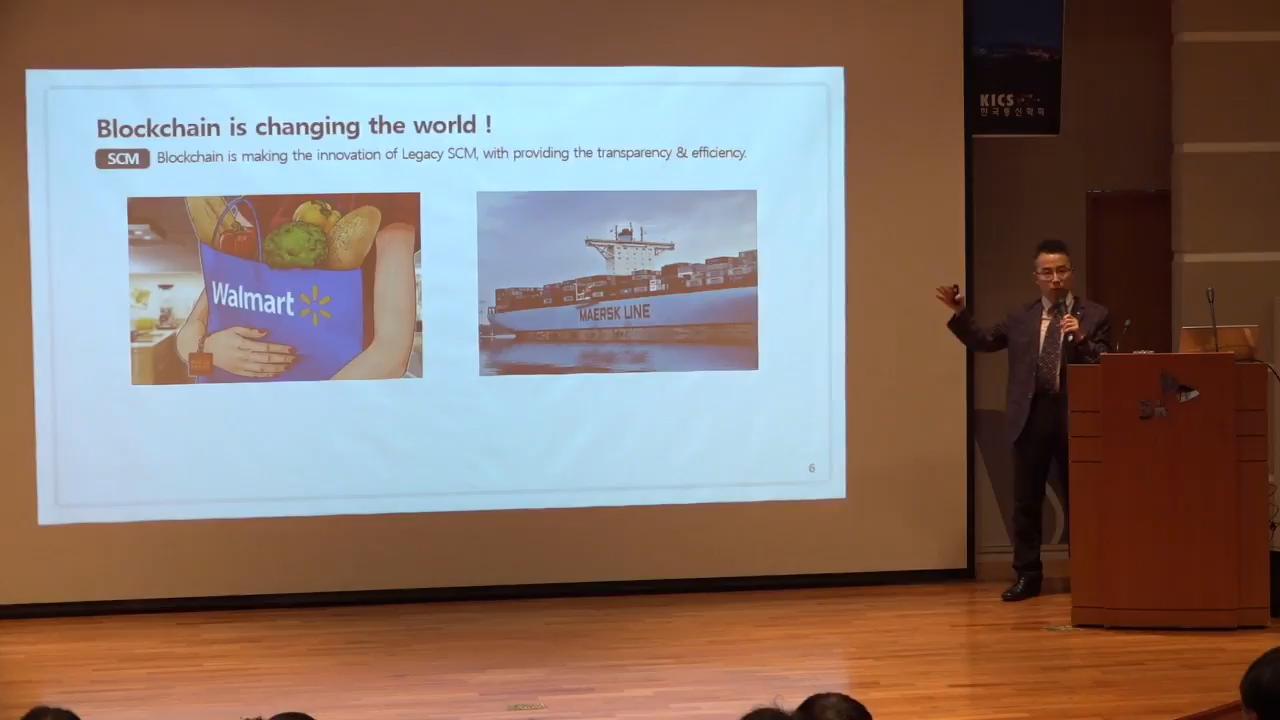 Blockchain is changing the world !
SCM Blockchain is making the innovation of Legacy SCM, with providing the transparency & efficiency.
Walmart
MAERSK LINE
6
KICS
한국통신학회